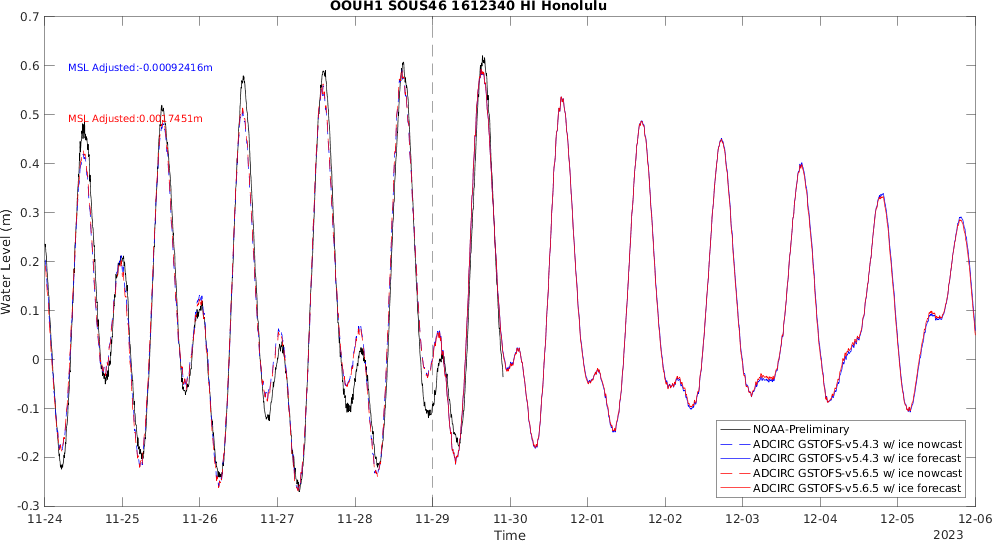 OOUH1 SOUS46 1612340 HI Honolulu
0.7
0.6
0.5
0.4
0.3
0.2
0.1
0
-0.1
-0.2
-0.3
Water Level (m)
MSL Adjusted:-0.00092416m
MSL Adjusted:0.0017451m
NOAA-Preliminary
ADCIRC GSTOFS-v5.4.3 w/ ice nowcast
ADCIRC GSTOFS-v5.4.3 w/ ice forecast
ADCIRC GSTOFS-v5.6.5 w/ ice nowcast
ADCIRC GSTOFS-v5.6.5 w/ ice forecast
11-24 11-25 11-26 11-27 11-28 11-29 11-30 12-01 12-02 12-03 12-04 12-05 12-06
Time
2023